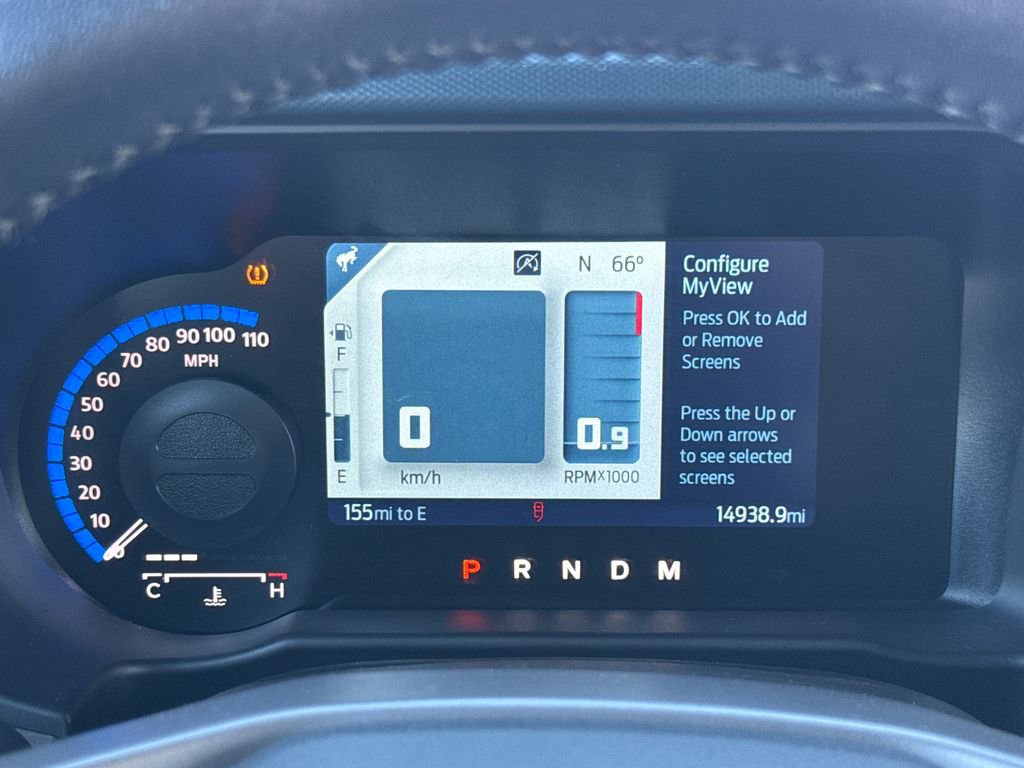 N 66°
Configure
MyView
Press OK to Add
or Remove
Screens
Press the Up or
Down arrows
to see selected
screens
F
E
0
km/h
0.9
RPMX1000
155mi to E
14938.9mi
110
100
90
80
70
60
50
40
30
20
10
0
MPH
C
H
P R N D M